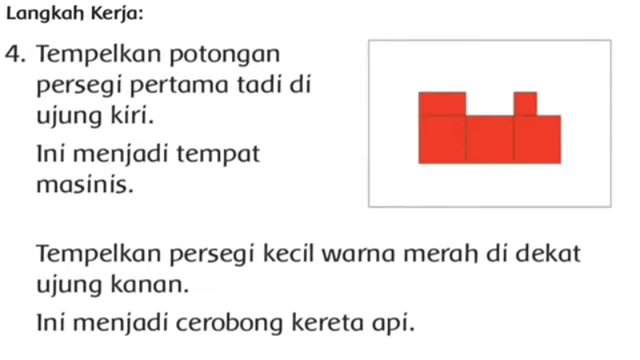 Langkah Kerja:
4. Tempelkan potongan
persegi pertama tadi di
ujung kiri.
Ini menjadi tempat
masinis.
Tempelkan persegi kecil warna merah di dekat
ujung kanan.
Ini menjadi cerobong kereta api.